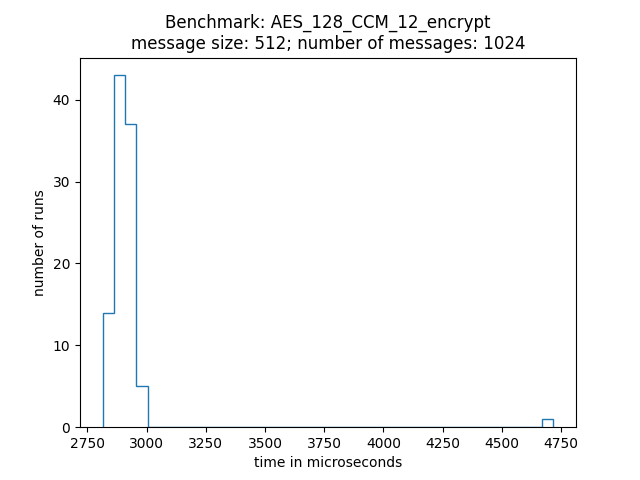 Benchmark: AES_128_CCM_12_encrypt
message size: 512; number of messages: 1024
number of runs
40
30
20
10
0
2750 3000 3250 3500 3750 4000 4250 4500 4750
time in microseconds